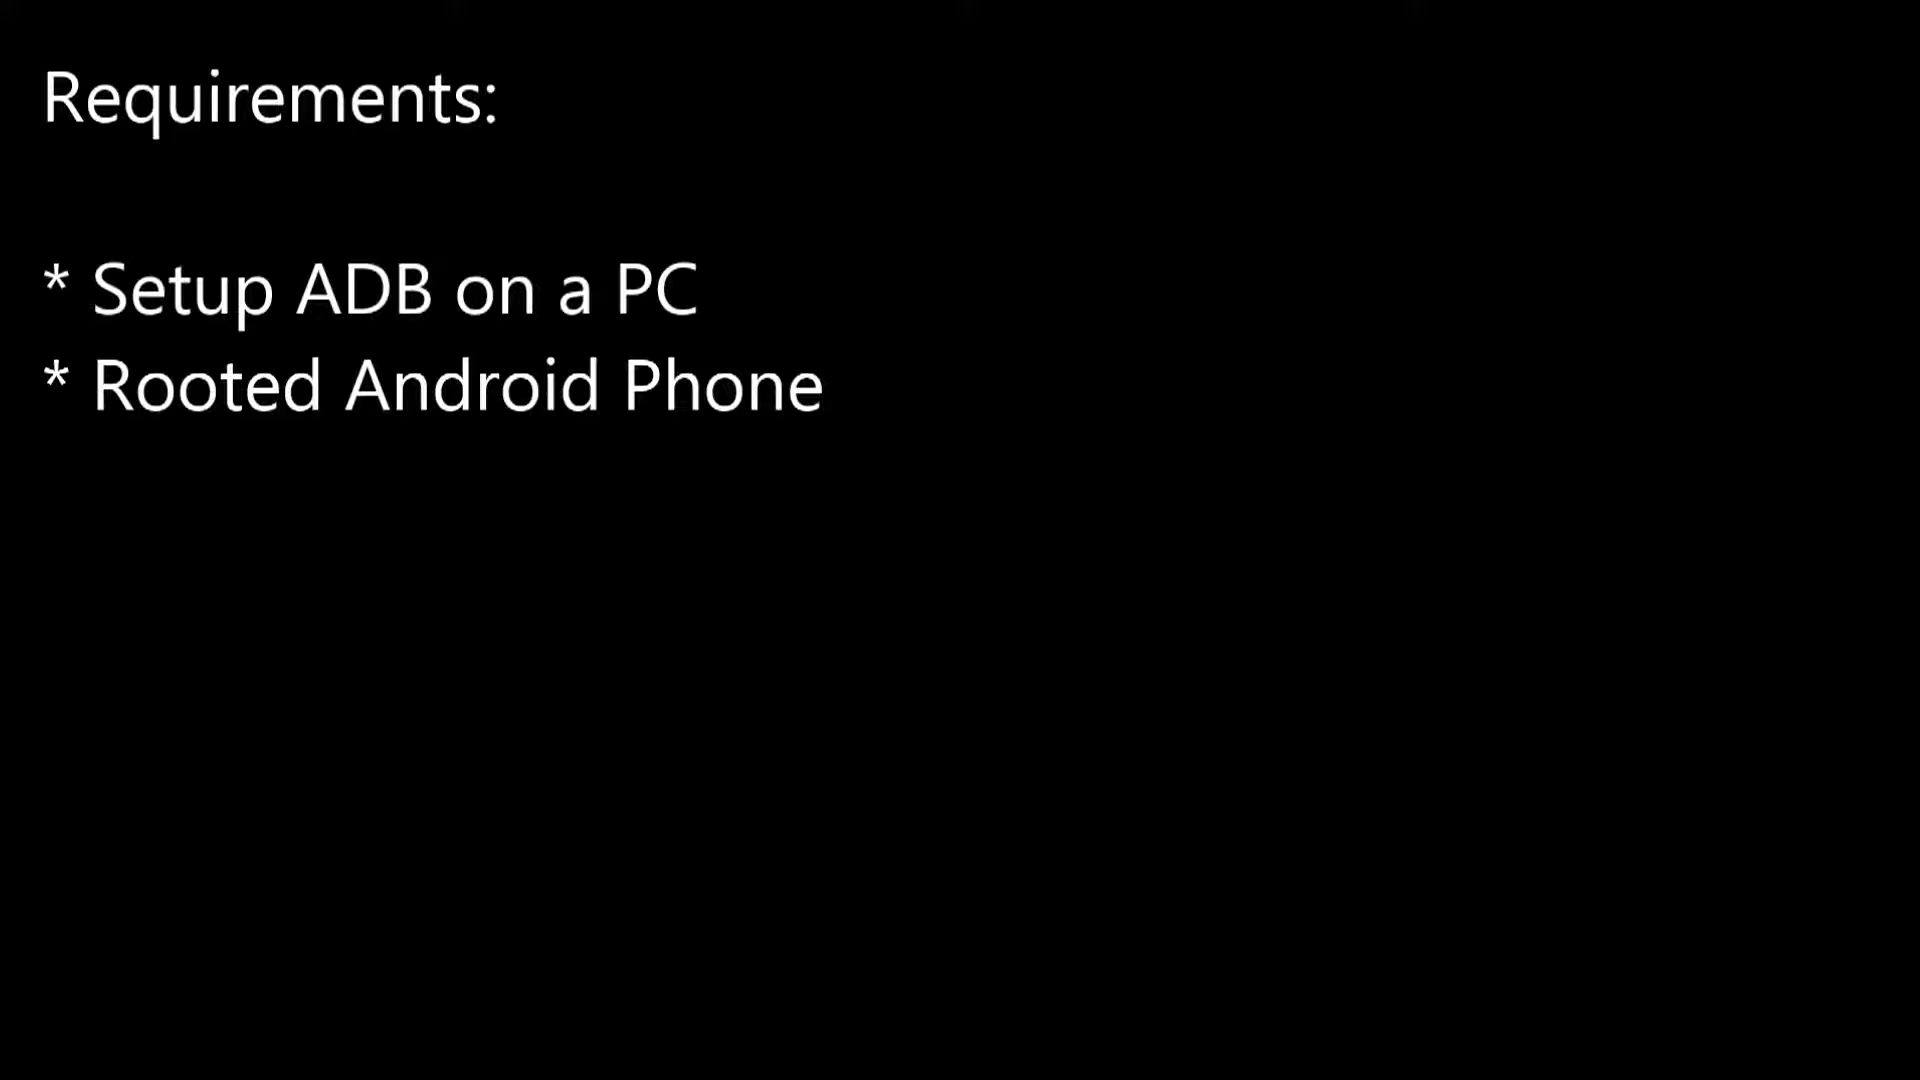 Requirements:
* Setup ADB on a PC
* Rooted Android Phone